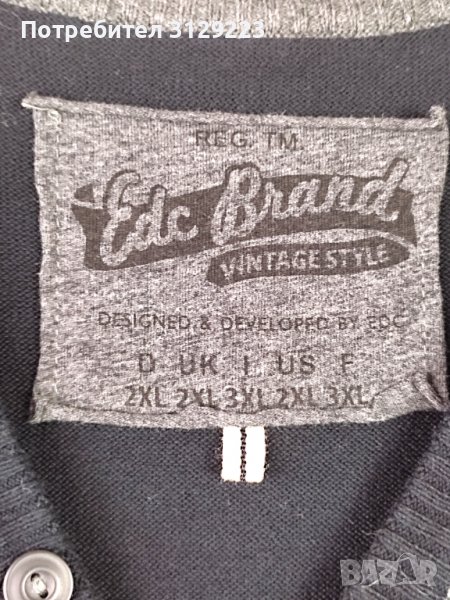 Потребител 3129223
REG. TM.
Edc Brand
VINTAGE STYLE
DESIGNED & DEVELOPED BY EDC
D UK I US F
2XL 2XL 3XL 2XL 3XL
BAZAR